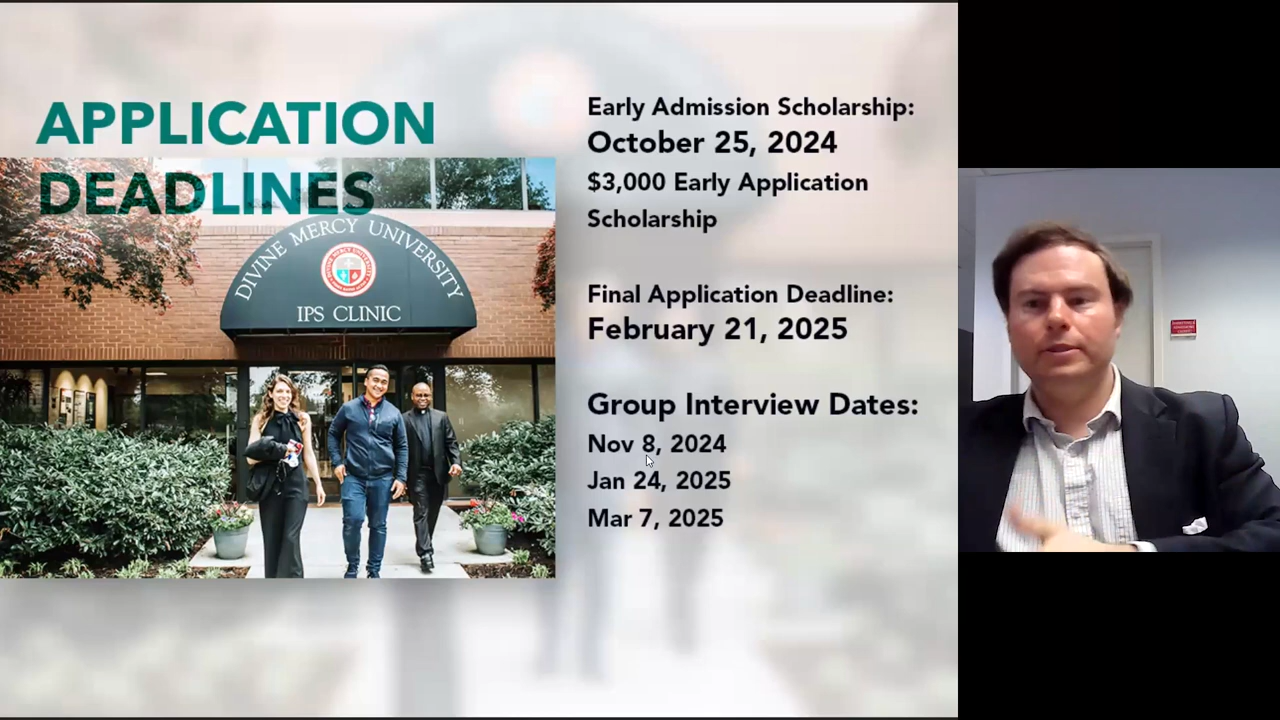 APPLICATION
DEADLINES
DIVINE MERCY UNIVERSITY
IPS CLINIC
Early Admission Scholarship:
October 25, 2024
$3,000 Early Application
Scholarship
Final Application Deadline:
February 21, 2025
Group Interview Dates:
Nov 8, 2024
Jan 24, 2025
Mar 7, 2025